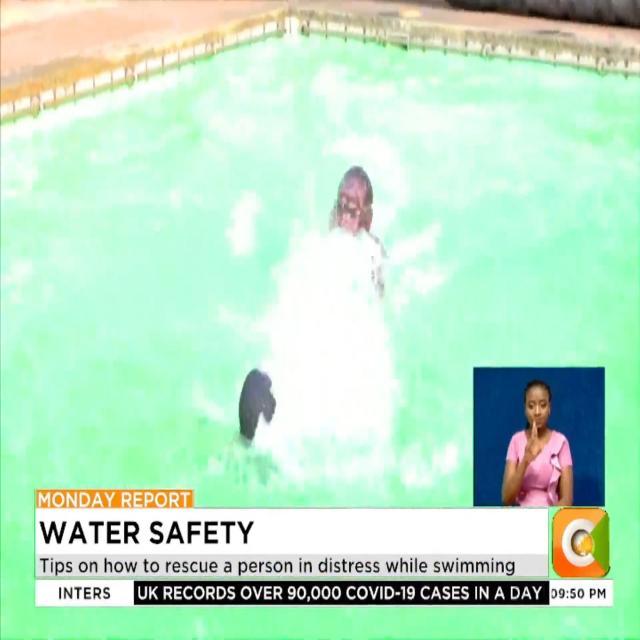 MONDAY REPORT
WATER SAFETY
Tips on how to rescue a person in distress while swimming
INTERS UK RECORDS OVER 90,000 COVID-19 CASES IN A DAY 09:50 PM